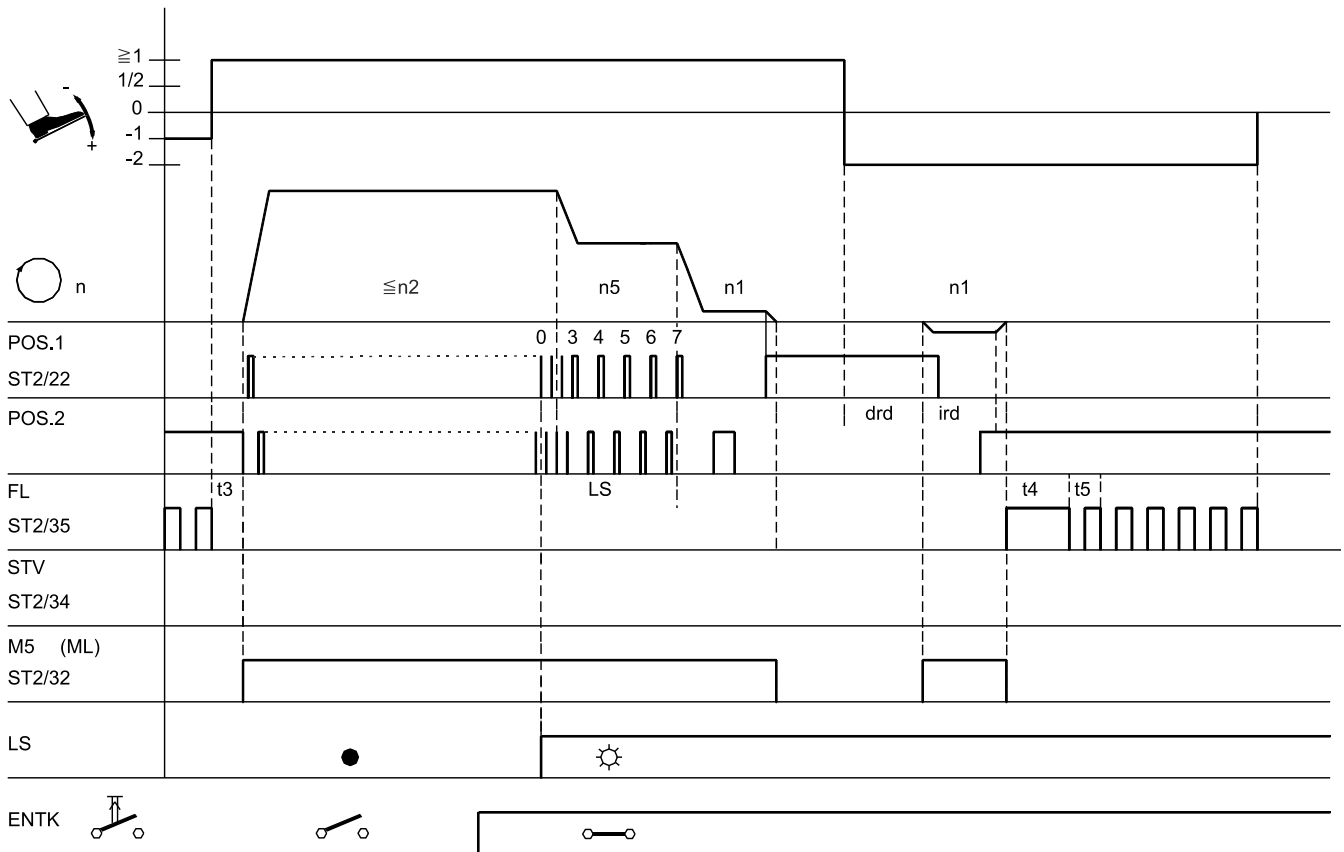 ≧1
1/2
0
-1
-2
-
+
n
≦n2
n5
n1
n1
POS.1
0 3 4 5 6 7
ST2/22
POS.2
drd ird
FL
t3
LS
t4 t5
ST2/35
STV
ST2/34
M5 (ML)
ST2/32
LS
ENTK